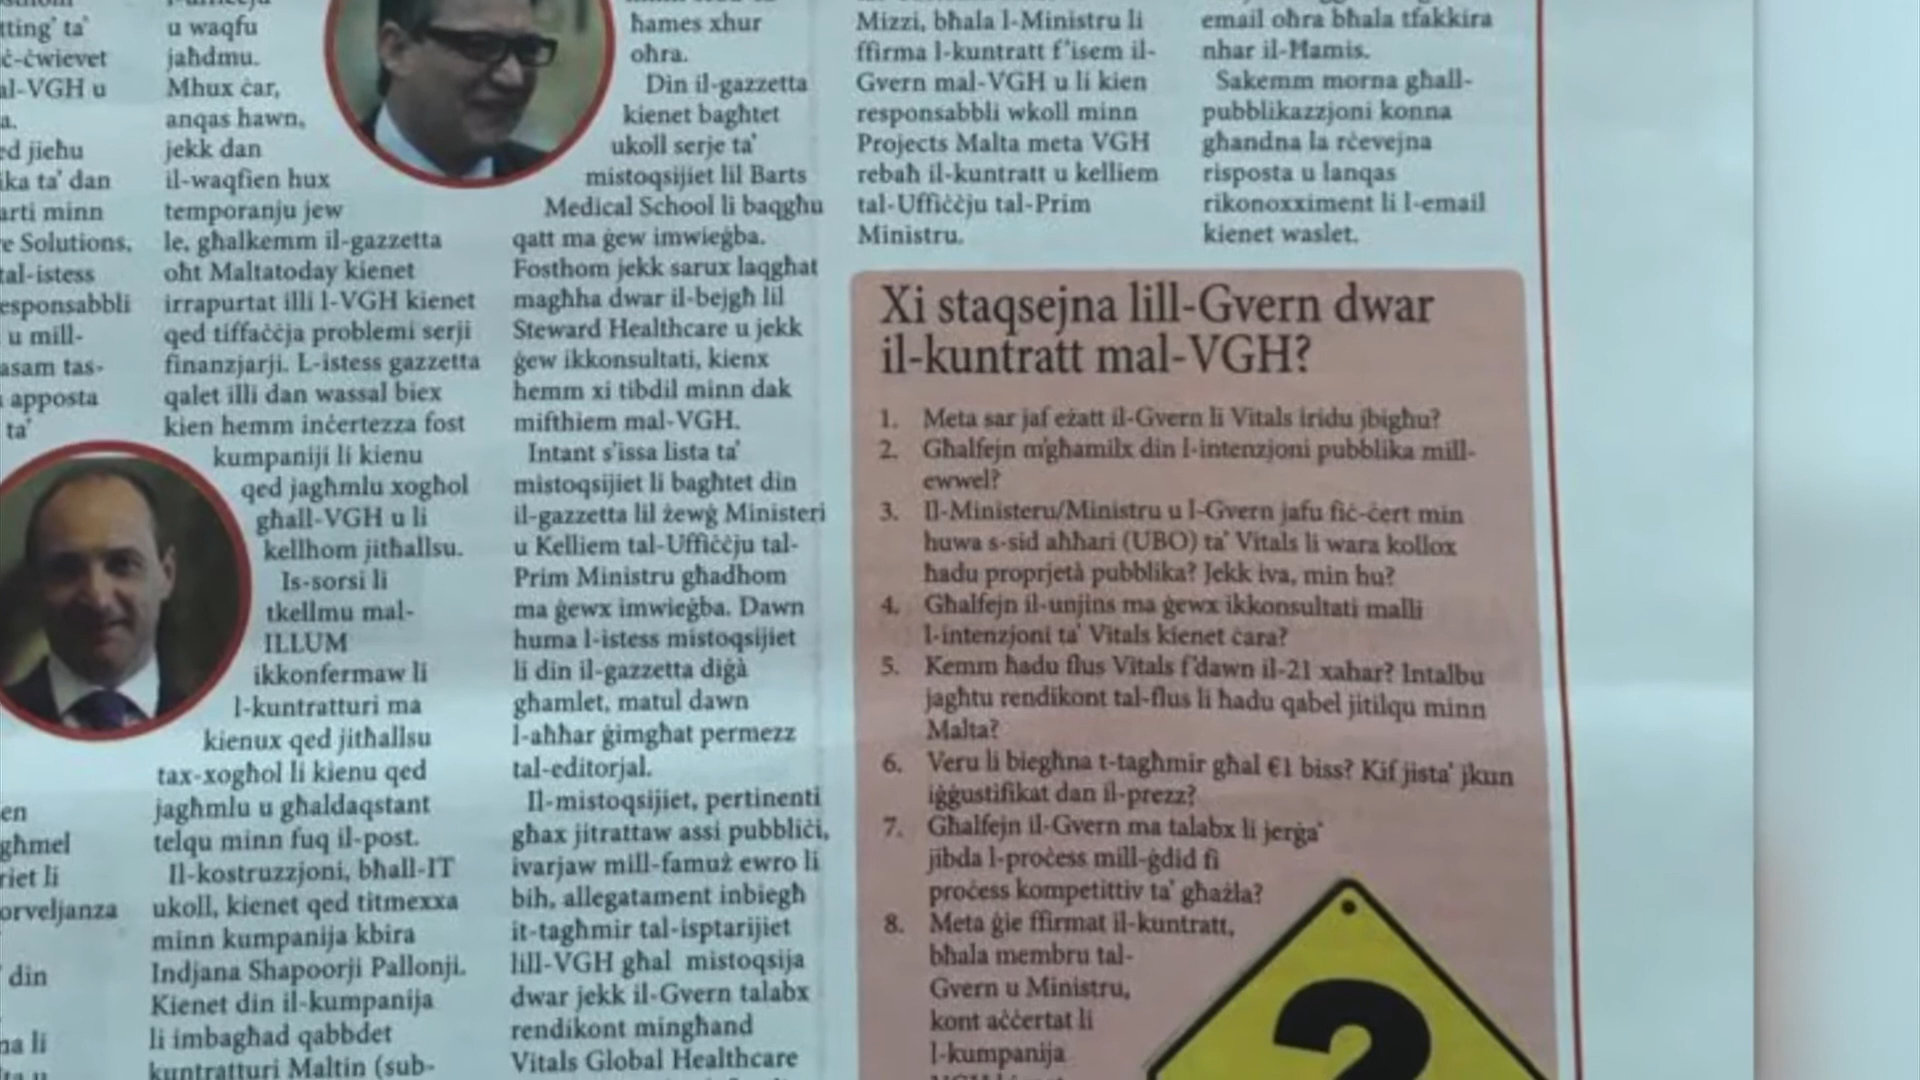 tting' ta'
ċ-ċwievet
al-VGH u
a.
ed jieħu
ika ta' dan
arti minn
e Solutions,
tal-istess
esponsabbli
u mill-
asam tas-
apposta
ta'
en
għmel
riet li
orveljanza
din
na li
u waqfu
jaħdmu.
Mhux ċar,
anqas hawn,
jekk dan
il-waqfien hux
temporanju jew
le, għalkemm il-gazzetta
oħt Maltatoday kienet
irrapurtat illi l-VGH kienet
qed tiffaċċja problemi serji
finanzjarji. L-istess gazzetta
qalet illi dan wassal biex
kien hemm inċertezza fost
kumpaniji li kienu
qed jagħmlu xogħol
għall-VGH u li
kellhom jitħallsu.
Is-sorsi li
tkellmu mal-
ILLUM
ikkonfermaw li
l-kuntratturi ma
kienux qed jitħallsu
tax-xogħol li kienu qed
jagħmlu u għaldaqstant
telqu minn fuq il-post.
Il-kostruzzjoni, bħall-IT
ukoll, kienet qed titmexxa
minn kumpanija kbira
Indjana Shapoorji Pallonji.
Kienet din il-kumpanija
li imbagħad qabbdet
kuntratturi Maltin (sub-
ħames xhur
oħra.
Din il-gazzetta
kienet bagħtet
ukoll serje ta'
mistoqsijiet lil Barts
Medical School li baqgħu
qatt ma ġew imwieġba.
Fosthom jekk sarux laqgħat
magħha dwar il-bejgħ lil
Steward Healthcare u jekk
ġew ikkonsultati, kienx
hemm xi tibdil minn dak
mifthiem mal-VGH.
Intant s'issa lista ta'
mistoqsijiet li bagħtet din
il-gazzetta lil żewġ Ministeri
u Kelliem tal-Uffiċċju tal-
Prim Ministru għadhom
ma ġewx imwieġba. Dawn
huma l-istess mistoqsijiet
li din il-gazzetta diġà
għamlet, matul dawn
l-aħħar ġimgħat permezz
tal-editorjal.
Il-mistoqsijiet, pertinenti
għax jitrattaw assi pubbliċi,
ivarjaw mill-famuż ewro li
bih, allegatament inbiegħ
it-tagħmir tal-isptarijiet
lill-VGH għal mistoqsija
dwar jekk il-Gvern talabx
rendikont mingħand
Vitals Global Healthcare
Mizzi, bħala l-Ministru li
ffirma l-kuntratt f'isem il-
Gvern mal-VGH u li kien
responsabbli wkoll minn
Projects Malta meta VGH
rebaħ il-kuntratt u kelliem
tal-Uffiċċju tal-Prim
Ministru.
email oħra bħala tfakkira
nhar il-Ħamis.
Sakemm morna għall-
pubblikazzjoni konna
għandna la rċevejna
risposta u lanqas
rikonoxximent li l-email
kienet waslet.
Xi staqsejna lill-Gvern dwar
il-kuntratt mal-VGH?
1. Meta sar jaf eżatt il-Gvern li Vitals iridu jbigħu?
2. Għalfejn m'għamilx din l-intenzjoni pubblika mill-
ewwel?
3. Il-Ministeru/Ministru u l-Gvern jafu fiċ-ċert min
huwa s-sid aħħari (UBO) ta' Vitals li wara kollox
ħadu proprjetà pubblika? Jekk iva, min hu?
4. Għalfejn il-unjins ma ġewx ikkonsultati malli
l-intenzjoni ta' Vitals kienet ċara?
5. Kemm ħadu flus Vitals f'dawn il-21 xahar? Intalbu
jagħtu rendikont tal-flus li ħadu qabel jitilqu minn
Malta?
6. Veru li biegħna t-tagħmir għal €1 biss? Kif jista' jkun
iġġustifikat dan il-prezz?
7. Għalfejn il-Gvern ma talabx li jerġa'
jibda l-proċess mill-ġdid fi
proċess kompetittiv ta' għażla?
8. Meta ġie ffirmat il-kuntratt,
bħala membru tal-
Gvern u Ministru,
kont aċċertat li
l-kumpanija
?